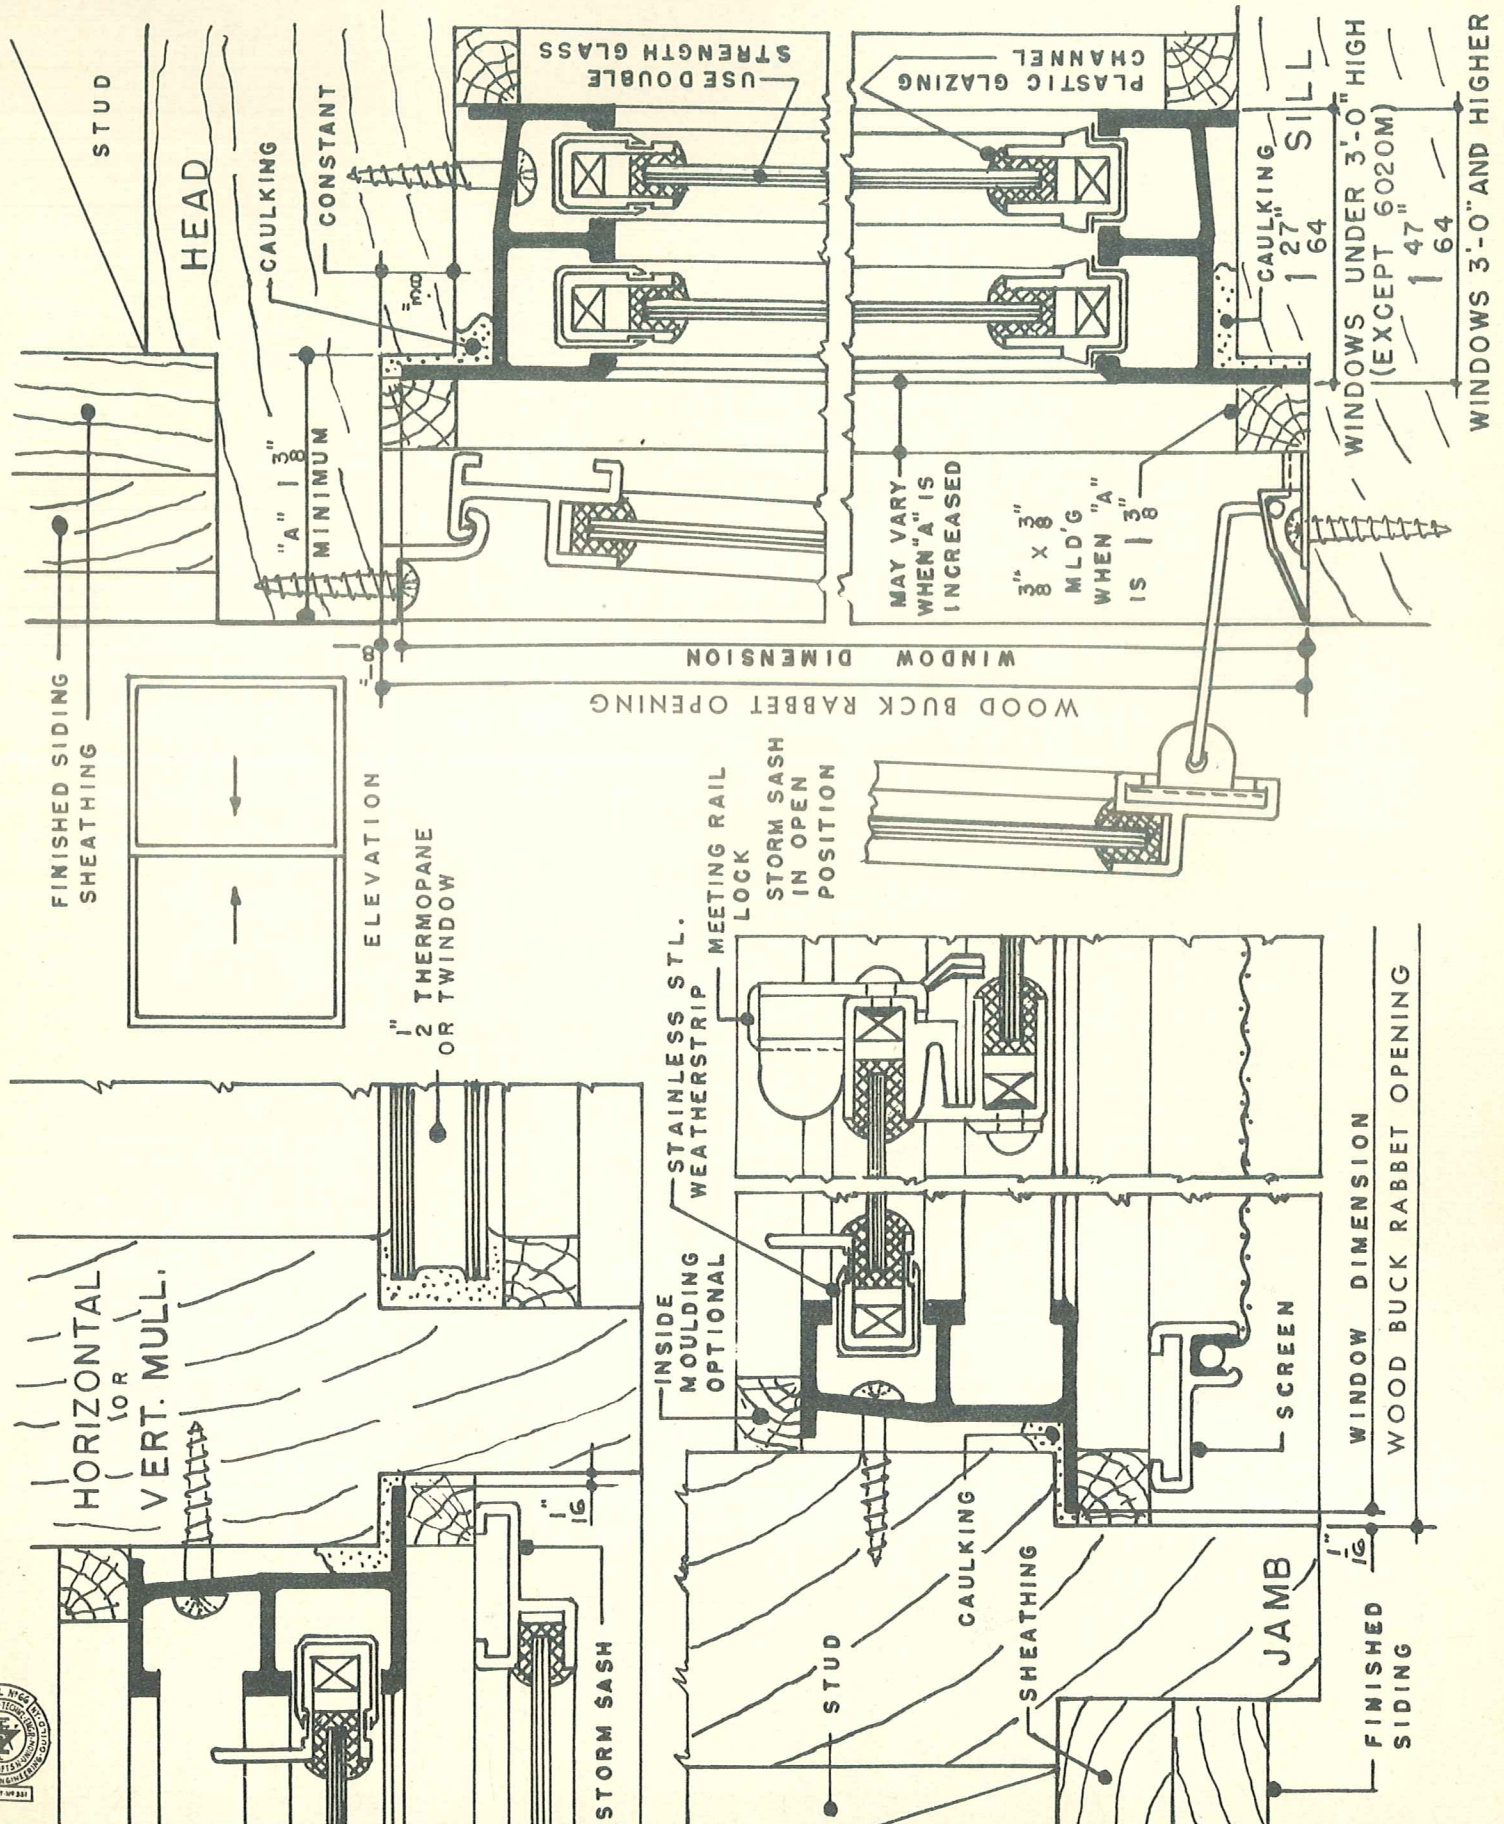 FINISHED SIDING
SHEATHING
STUD
HEAD
CAULKING
CONSTANT
3"
8
"A" 1 3"
8
MINIMUM
USE DOUBLE
STRENGTH GLASS
PLASTIC GLAZING
CHANNEL
CAULKING
SILL
1 27"
64
WINDOWS UNDER 3'-0" HIGH
(EXCEPT 6020M)
1 47"
64
WINDOWS 3'-0" AND HIGHER
MAY VARY
WHEN "A" IS
INCREASED
3" X 3"
8 8
MLD'G
WHEN "A"
IS 1 3"
8
1"
8
WINDOW DIMENSION
WOOD BUCK RABBET OPENING
ELEVATION
1"
2 THERMOPANE
OR TWINDOW
MEETING RAIL
LOCK
STORM SASH
IN OPEN
POSITION
HORIZONTAL
OR
VERT. MULL.
1"
16
STORM SASH
STAINLESS STL.
WEATHERSTRIP
INSIDE
MOULDING
OPTIONAL
CAULKING
SHEATHING
STUD
JAMB
SCREEN
WINDOW DIMENSION
WOOD BUCK RABBET OPENING
1"
16
FINISHED
SIDING